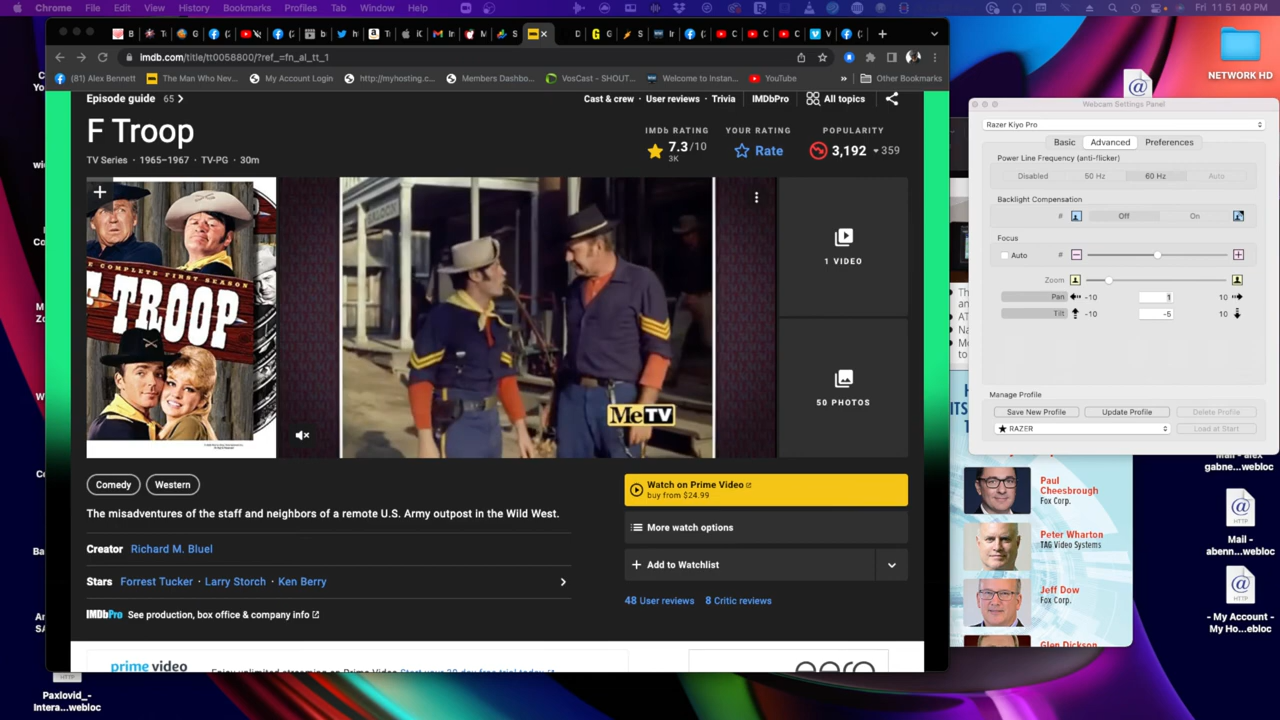 Chrome File Edit View History Bookmarks Profiles Tab Window Help
Fri 11:51:40 PM
imdb.com/title/tt0058800/?ref_=fn_al_tt_1
(81) Alex Bennett The Man Who Nev... My Account Login http://myhosting.c... Members Dashbo... VosCast - SHOUT... Welcome to Instan... YouTube » Other Bookmarks
Episode guide 65
Cast & crew · User reviews · Trivia IMDbPro All topics
F Troop
TV Series · 1965–1967 · TV-PG · 30m
IMDb RATING YOUR RATING POPULARITY
7.3/10 Rate 3,192 359
3K
COMPLETE FIRST SEASON
TROOP
MeTV
1 VIDEO
50 PHOTOS
Comedy Western
The misadventures of the staff and neighbors of a remote U.S. Army outpost in the Wild West.
Creator Richard M. Bluel
Stars Forrest Tucker · Larry Storch · Ken Berry
IMDbPro See production, box office & company info
Watch on Prime Video
buy from $24.99
More watch options
Add to Watchlist
48 User reviews 8 Critic reviews
prime video
Webcam Settings Panel
Razer Kiyo Pro
Basic Advanced Preferences
Power Line Frequency (anti-flicker)
Disabled 50 Hz 60 Hz Auto
Backlight Compensation
# Off On
Focus
Auto #
Zoom
Pan -10 1 10
Tilt -10 -5 10
Manage Profile
Save New Profile Update Profile Delete Profile
RAZER Load at Start
Paul
Cheesbrough
Fox Corp.
Peter Wharton
TAG Video Systems
Jeff Dow
Fox Corp.
Glen Dickson
NETWORK HD
Mail - alex
gabne...webloc
HTTP
Mail -
abenn...webloc
HTTP
- My Account -
My Ho...ebloc
HTTP
Paxlovid_-
Intera...webloc